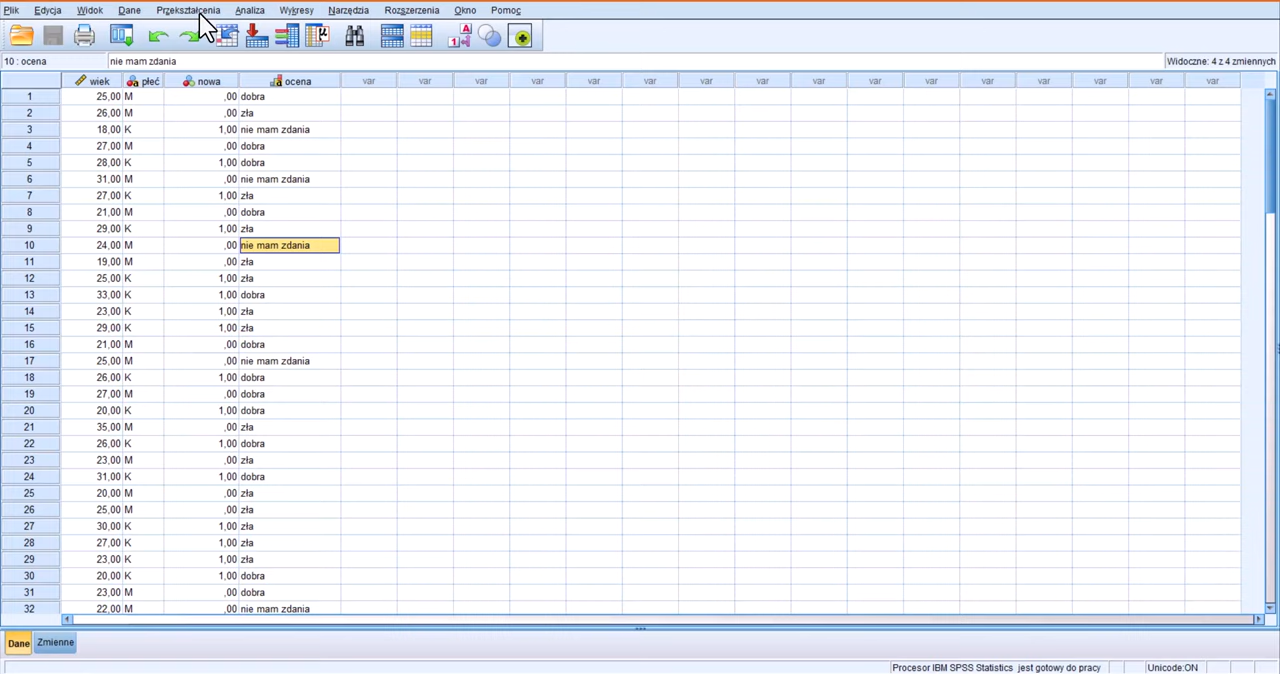 Plik Edycja Widok Dane Przekształcenia Analiza Wykresy Narzędzia Rozszerzenia Okno Pomoc
10 : ocena nie mam zdania Widoczne: 4 z 4 zmiennych
wiek płeć nowa ocena var var var var var var var var var var var var var var var var
1 25,00 M ,00 dobra
2 26,00 M ,00 zła
3 18,00 K 1,00 nie mam zdania
4 27,00 M ,00 dobra
5 28,00 K 1,00 dobra
6 31,00 M ,00 nie mam zdania
7 27,00 K 1,00 zła
8 21,00 M ,00 dobra
9 29,00 K 1,00 zła
10 24,00 M ,00 nie mam zdania
11 19,00 M ,00 zła
12 25,00 K 1,00 zła
13 33,00 K 1,00 dobra
14 23,00 K 1,00 zła
15 29,00 K 1,00 zła
16 21,00 M ,00 dobra
17 25,00 M ,00 nie mam zdania
18 26,00 K 1,00 dobra
19 27,00 M ,00 dobra
20 20,00 K 1,00 dobra
21 35,00 M ,00 zła
22 26,00 K 1,00 dobra
23 23,00 M ,00 zła
24 31,00 K 1,00 dobra
25 20,00 M ,00 zła
26 25,00 M ,00 zła
27 30,00 K 1,00 zła
28 27,00 K 1,00 zła
29 23,00 K 1,00 zła
30 20,00 K 1,00 dobra
31 23,00 M ,00 dobra
32 22,00 M ,00 nie mam zdania
Dane Zmienne
Procesor IBM SPSS Statistics jest gotowy do pracy Unicode:ON